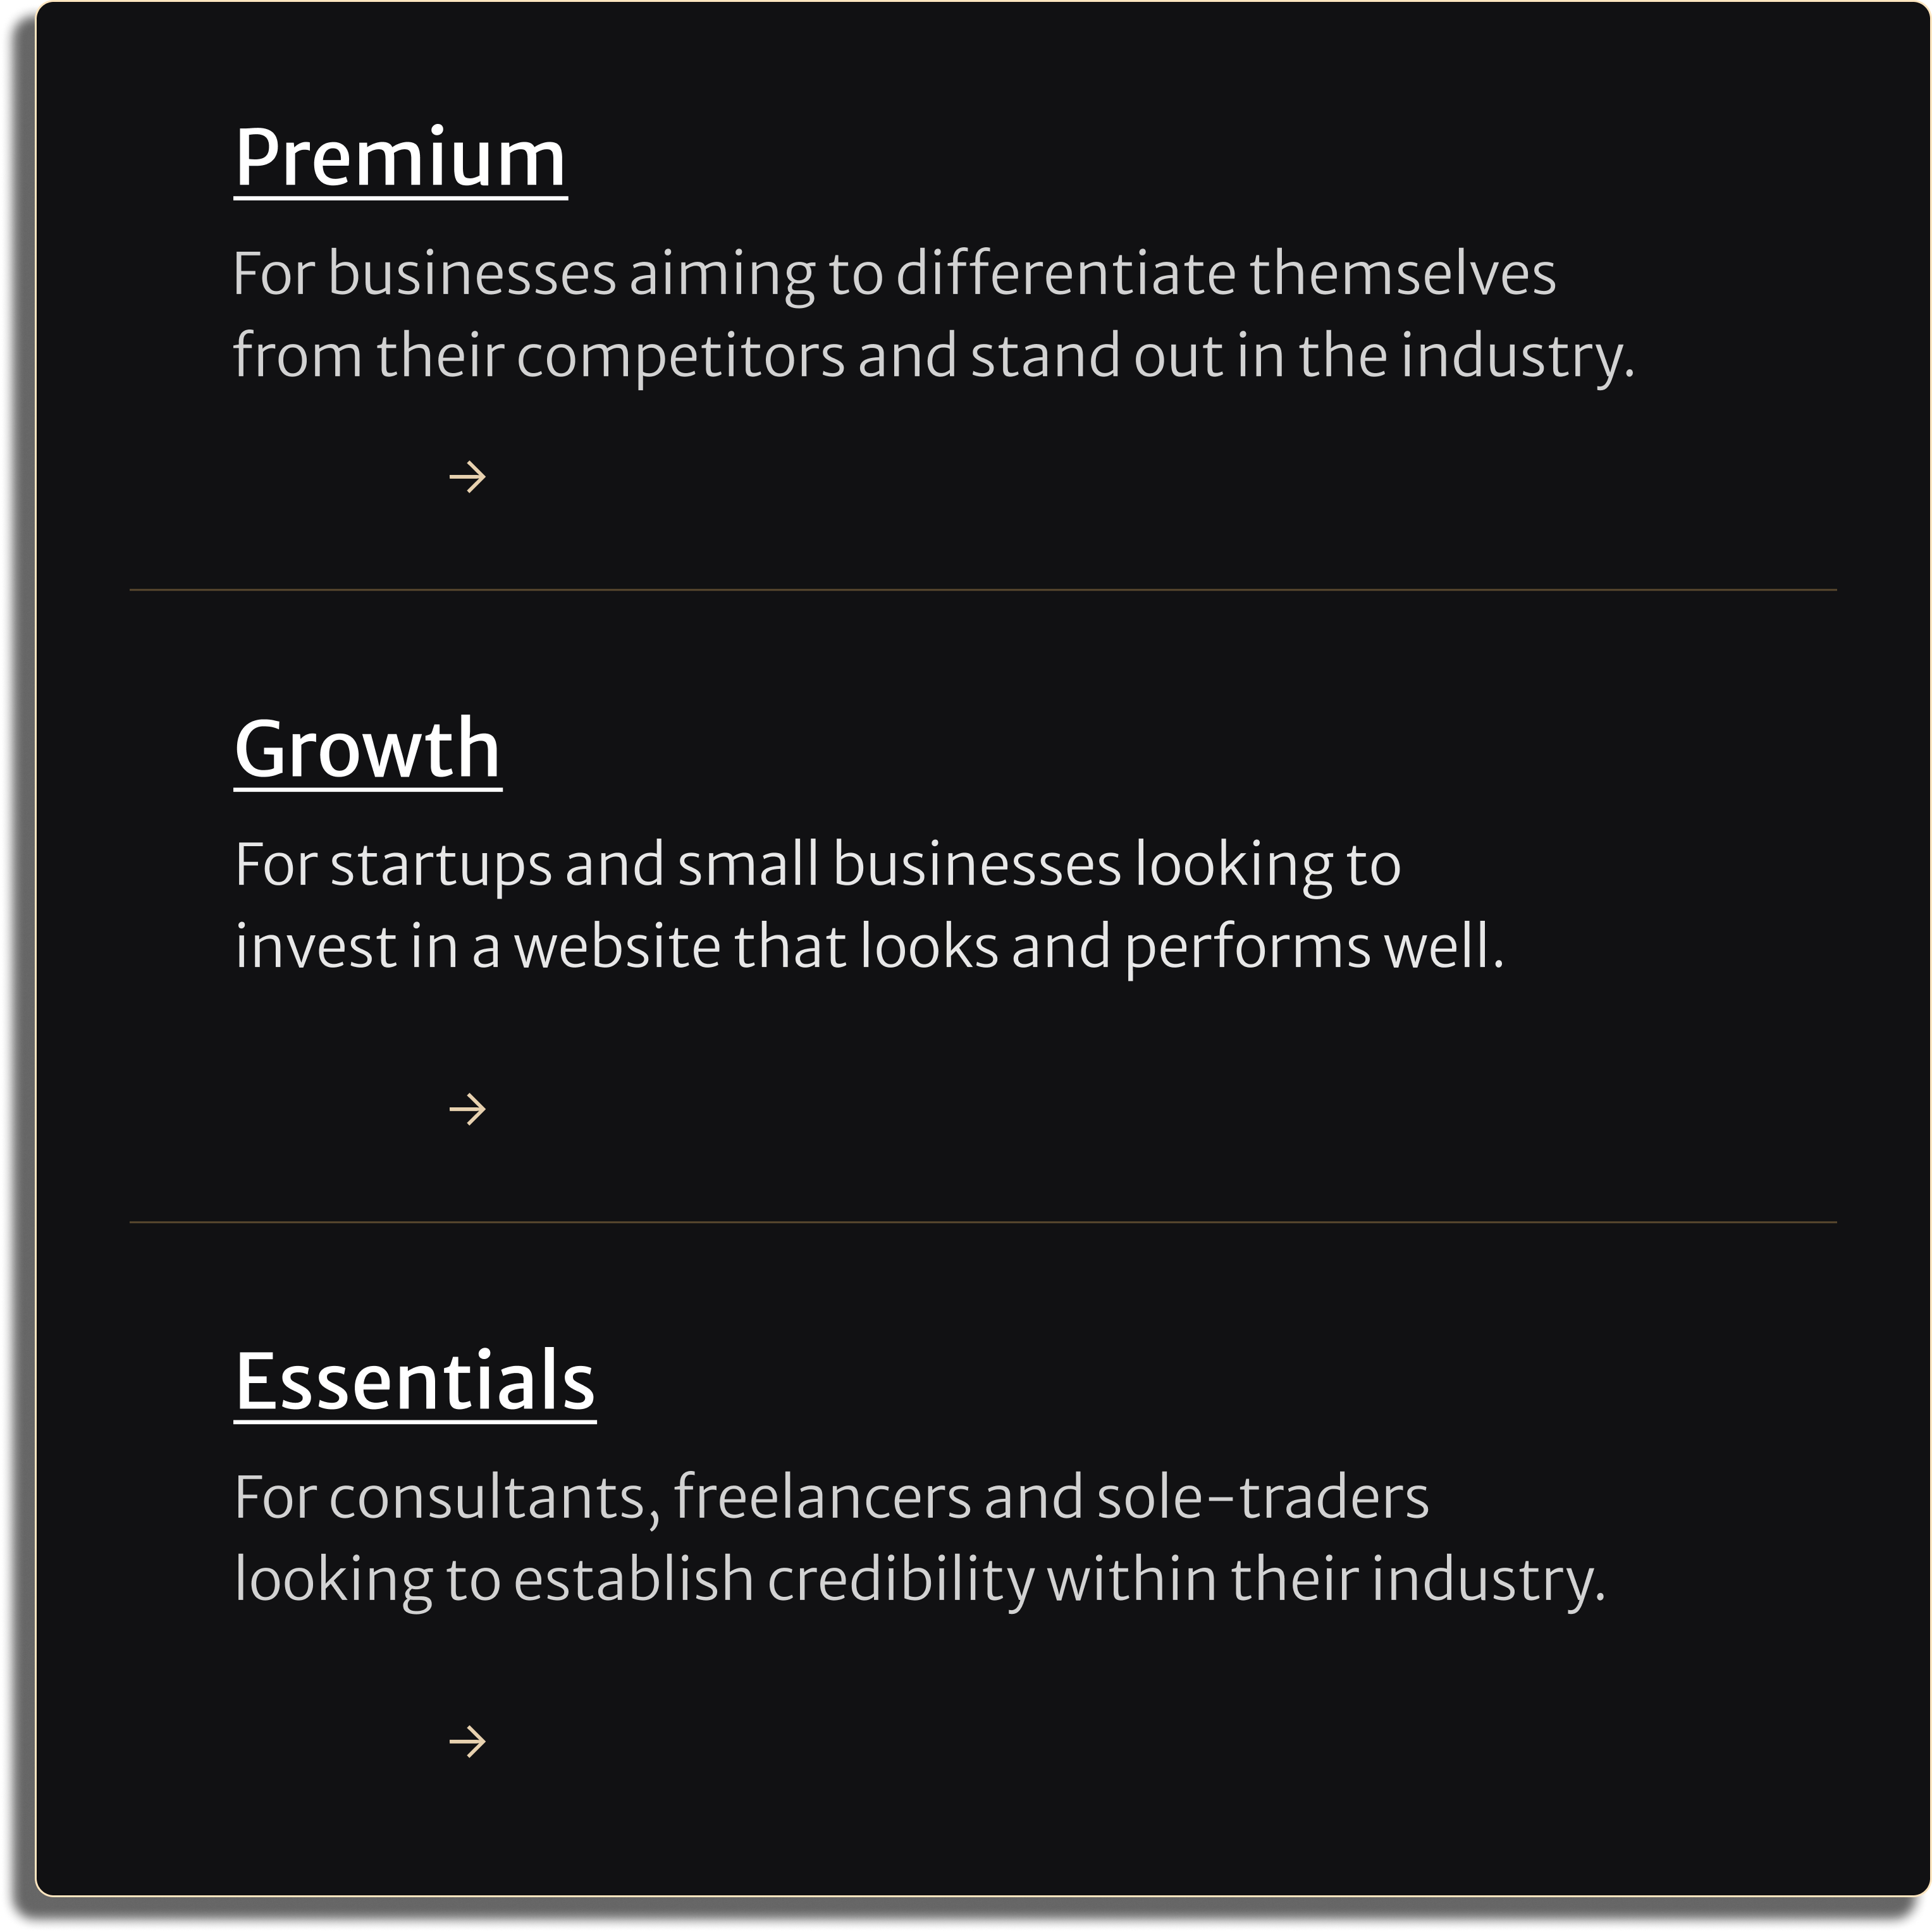 Premium
For businesses aiming to differentiate themselves
from their competitors and stand out in the industry.
→
Growth
For startups and small businesses looking to
invest in a website that looks and performs well.
→
Essentials
For consultants, freelancers and sole-traders
looking to establish credibility within their industry.
→